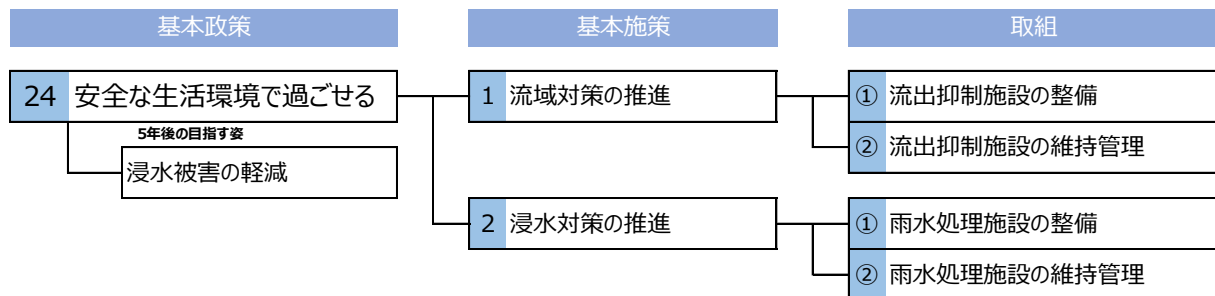 基本政策
基本施策
取組
24 安全な生活環境で過ごせる
5年後の目指す姿
浸水被害の軽減
1 流域対策の推進
① 流出抑制施設の整備
② 流出抑制施設の維持管理
2 浸水対策の推進
① 雨水処理施設の整備
② 雨水処理施設の維持管理